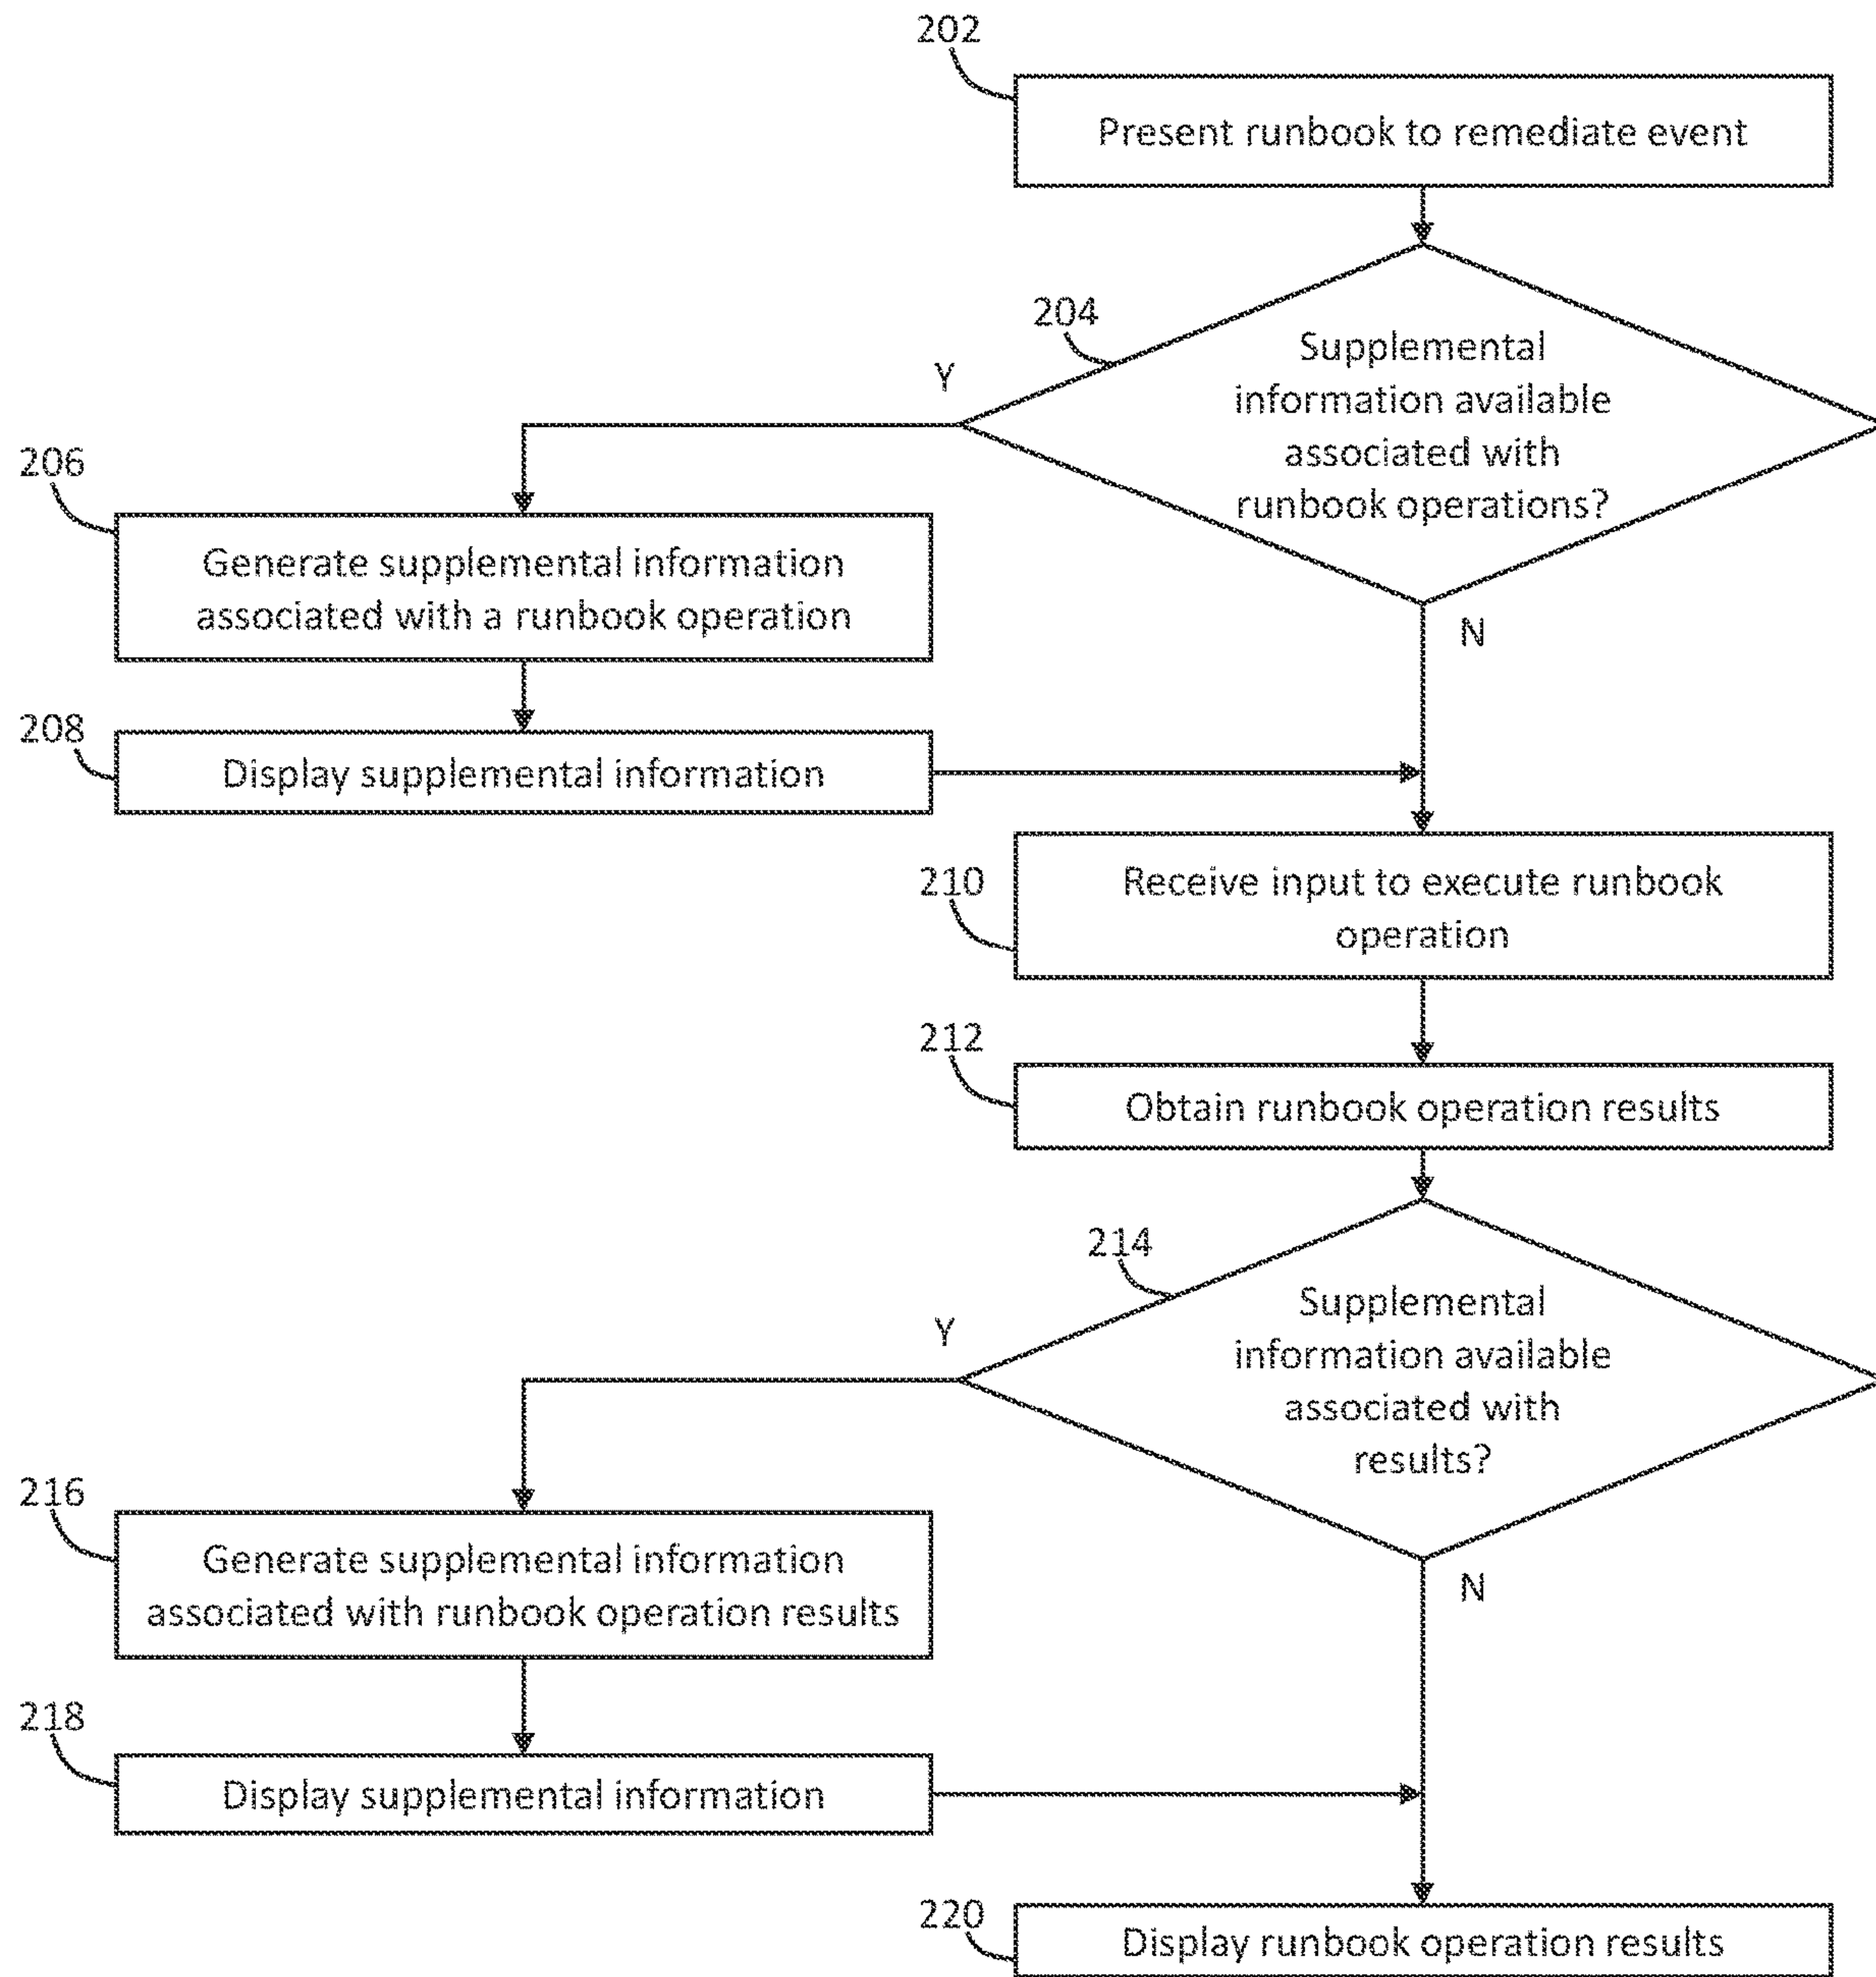 202
Present runbook to remediate event
204
Supplemental
information available
associated with
runbook operations?
Y
N
206
Generate supplemental information
associated with a runbook operation
208
Display supplemental information
210
Receive input to execute runbook
operation
212
Obtain runbook operation results
214
Supplemental
information available
associated with
results?
Y
N
216
Generate supplemental information
associated with runbook operation results
218
Display supplemental information
220
Display runbook operation results